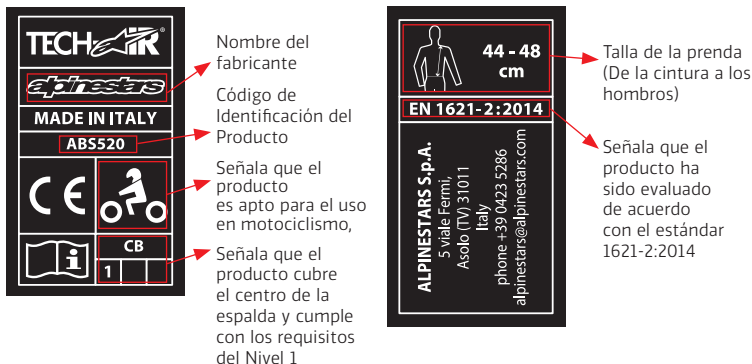 TECH-AIR®
alpinestars
MADE IN ITALY
ABS520
CE
i
CB
1
Nombre del
fabricante
Código de
Identificación del
Producto
Señala que el
producto
es apto para el uso
en motociclismo,
Señala que el
producto cubre
el centro de la
espalda y cumple
con los requisitos
del Nivel 1
44 - 48
cm
EN 1621-2:2014
ALPINESTARS S.p.A.
5 viale Fermi,
Asolo (TV) 31011
Italy
phone +39 0423 5286
alpinestars@alpinestars.com
Talla de la prenda
(De la cintura a los
hombros)
Señala que el
producto ha
sido evaluado
de acuerdo
con el estándar
1621-2:2014